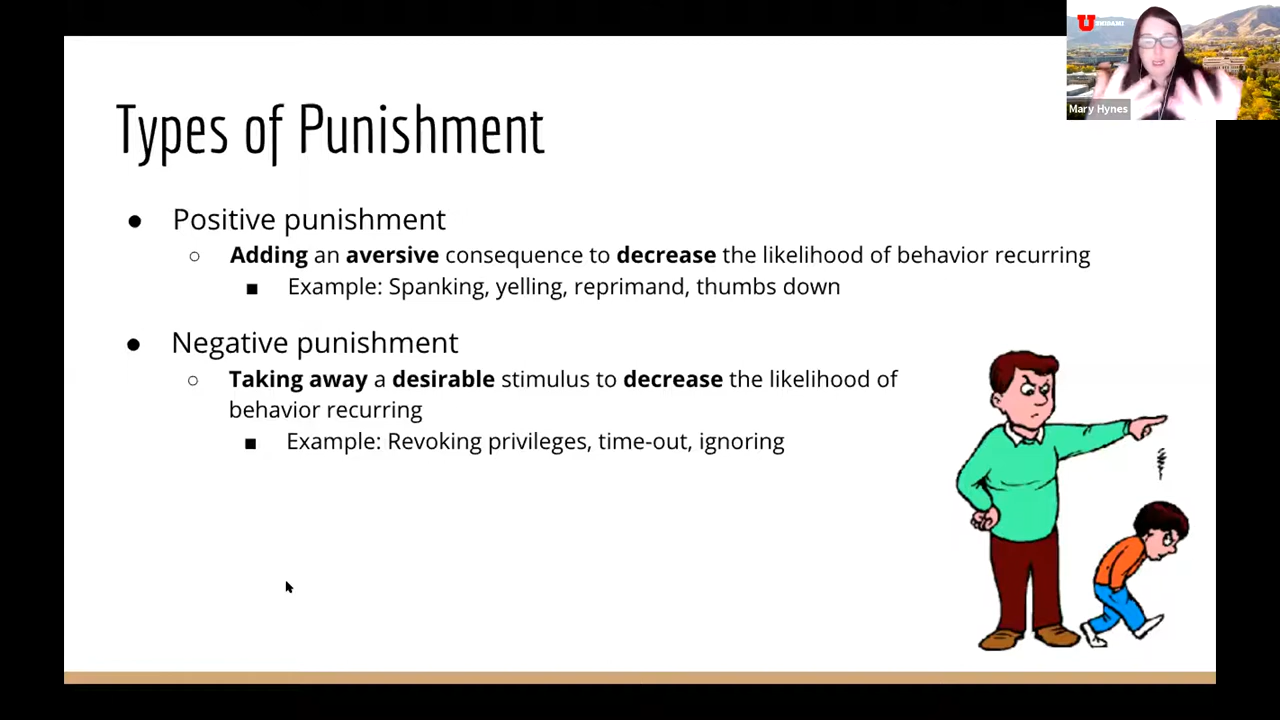 Types of Punishment
● Positive punishment
○ Adding an aversive consequence to decrease the likelihood of behavior recurring
■ Example: Spanking, yelling, reprimand, thumbs down
● Negative punishment
○ Taking away a desirable stimulus to decrease the likelihood of
behavior recurring
■ Example: Revoking privileges, time-out, ignoring
U
Mary Hynes